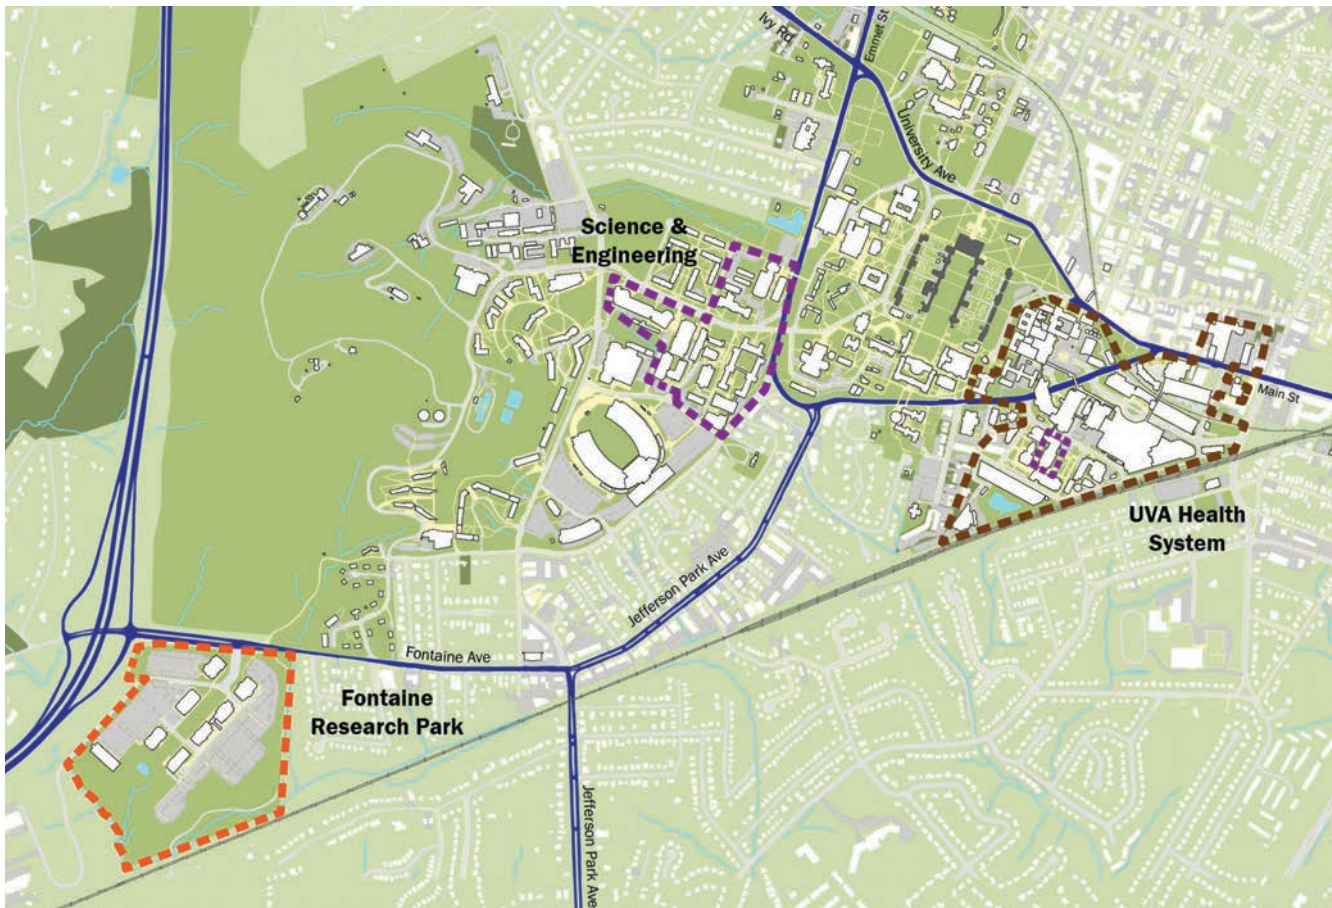 Ivy Rd
Emmet St
University Ave
Science &
Engineering
Main St
UVA Health
System
Jefferson Park Ave
Fontaine Ave
Fontaine
Research Park
Jefferson Park Ave